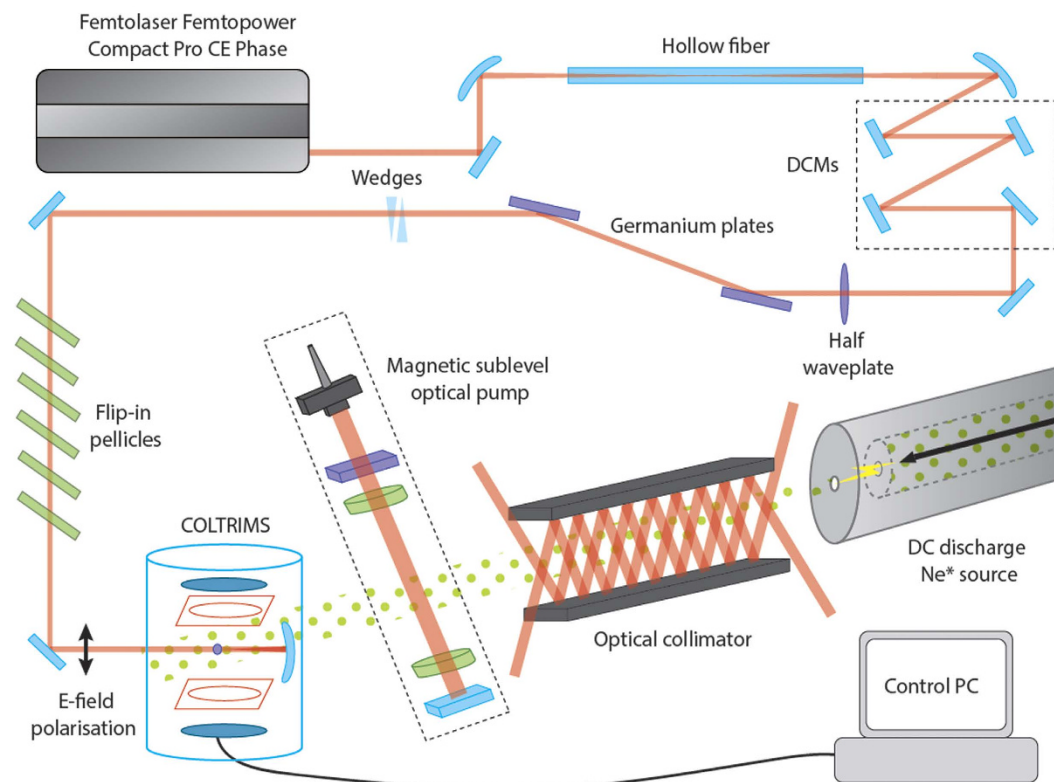 Femtolaser Femtopower
Compact Pro CE Phase
Hollow fiber
DCMs
Wedges
Germanium plates
Half
waveplate
Magnetic sublevel
optical pump
Flip-in
pellicles
COLTRIMS
DC discharge
Ne* source
Optical collimator
E-field
polarisation
Control PC